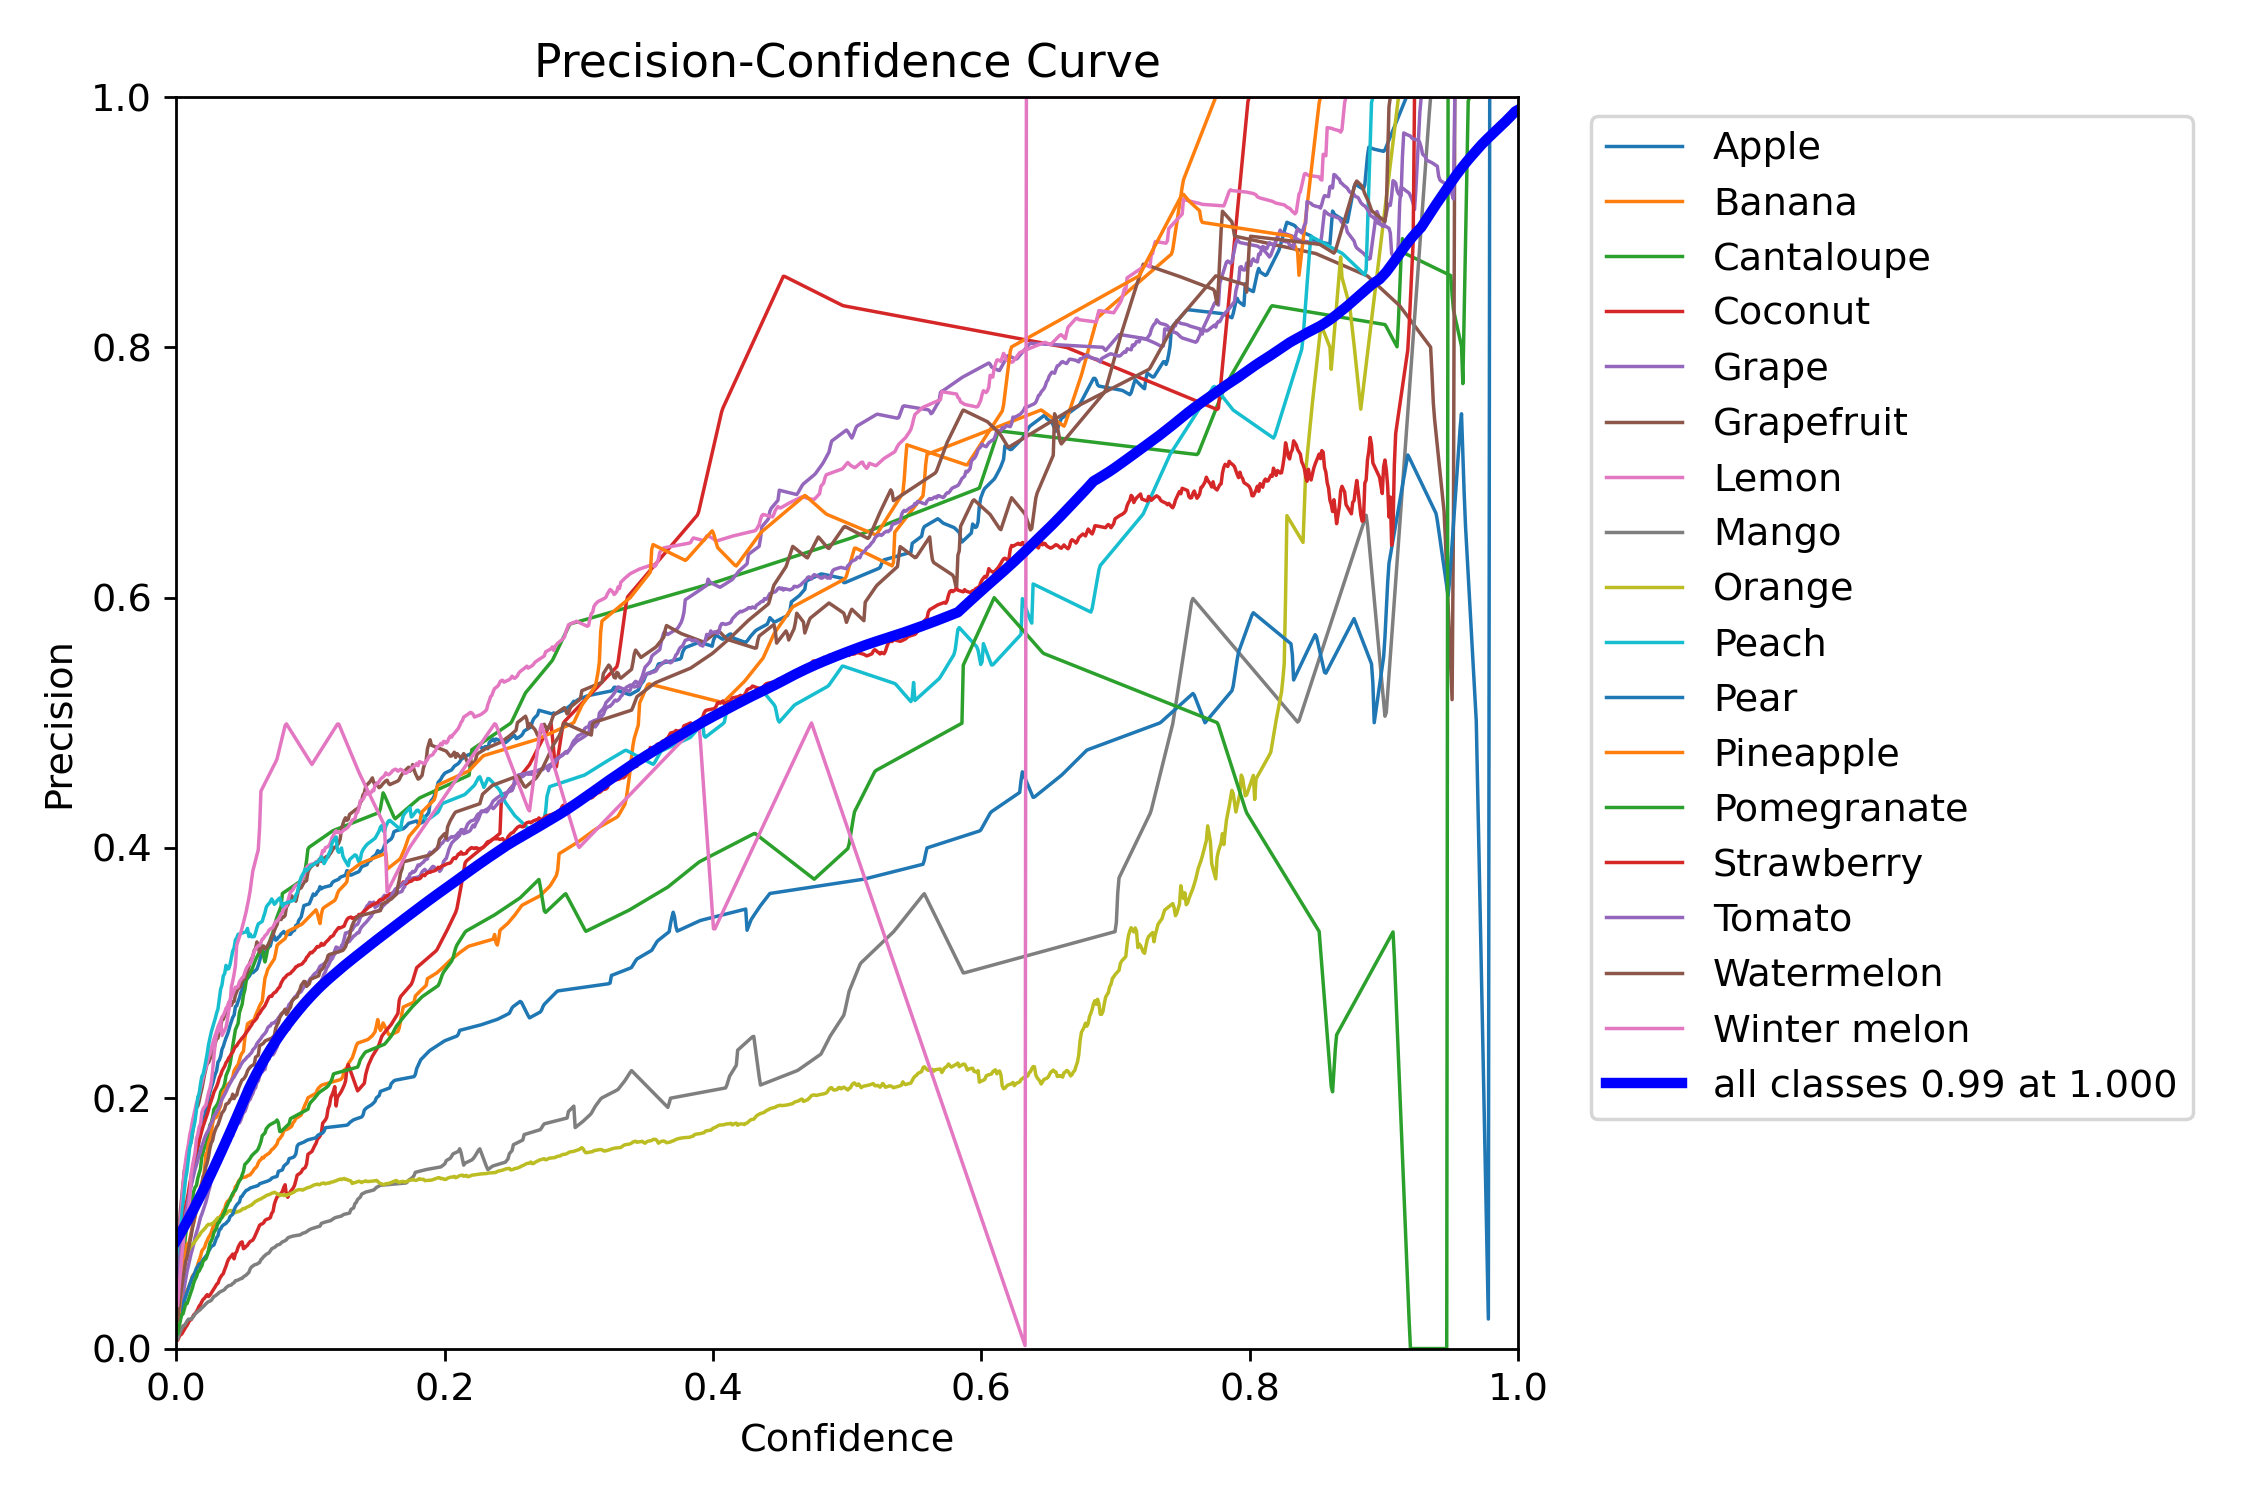 Precision-Confidence Curve
1.0
0.8
0.6
0.4
0.2
0.0
Precision
0.0 0.2 0.4 0.6 0.8 1.0
Confidence
Apple
Banana
Cantaloupe
Coconut
Grape
Grapefruit
Lemon
Mango
Orange
Peach
Pear
Pineapple
Pomegranate
Strawberry
Tomato
Watermelon
Winter melon
all classes 0.99 at 1.000